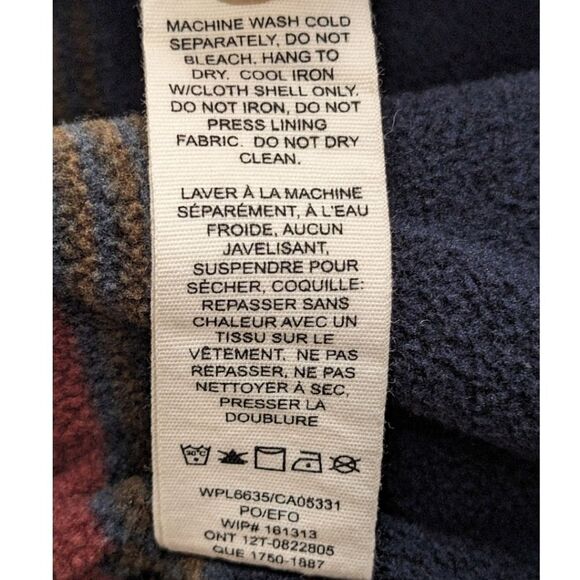 MACHINE WASH COLD
SEPARATELY, DO NOT
BLEACH, HANG TO
DRY. COOL IRON
W/CLOTH SHELL ONLY.
DO NOT IRON, DO NOT
PRESS LINING
FABRIC. DO NOT DRY
CLEAN.
LAVER À LA MACHINE
SÉPARÉMENT, À L'EAU
FROIDE, AUCUN
JAVELISANT,
SUSPENDRE POUR
SÉCHER, COQUILLE:
REPASSER SANS
CHALEUR AVEC UN
TISSU SUR LE
VÊTEMENT. NE PAS
REPASSER, NE PAS
NETTOYER À SEC,
PRESSER LA
DOUBLURE
30°C
WPL6635/CA05331
PO/EFO
WIP# 161313
ONT 12T-0822805
QUE 1750-1887